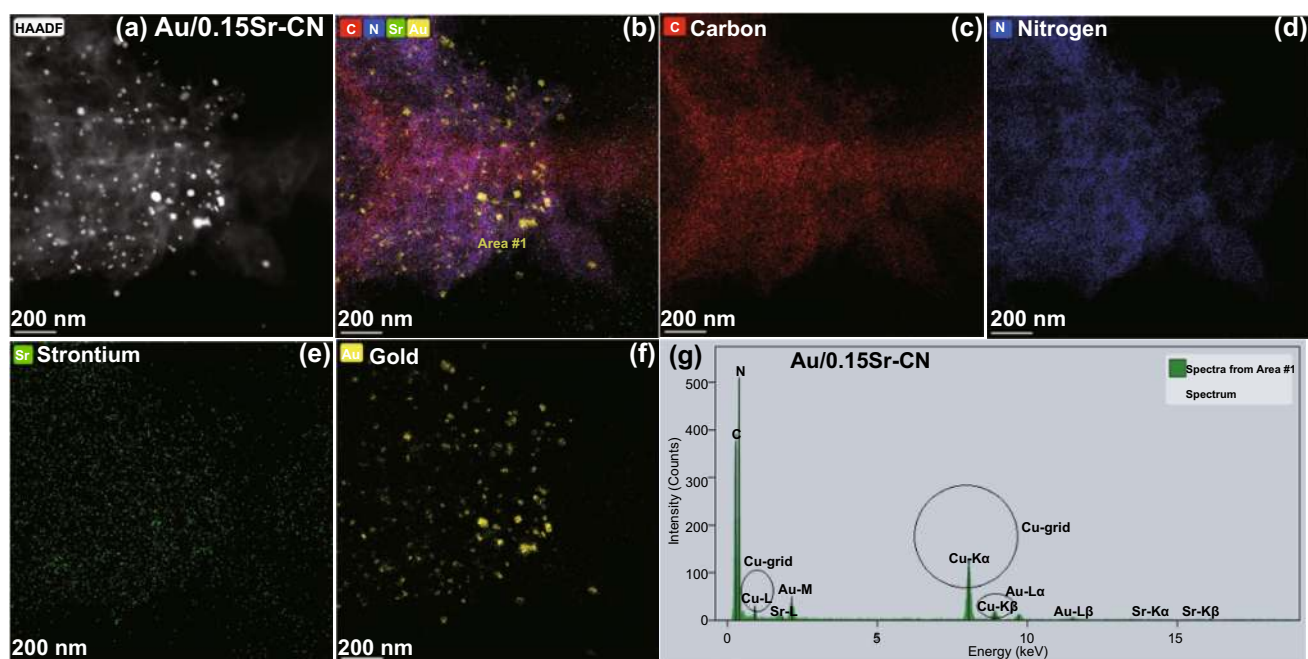 HAADF (a) Au/0.15Sr-CN
C N Sr Au (b)
Area #1
C Carbon (c)
N Nitrogen (d)
200 nm
200 nm
200 nm
200 nm
Sr Strontium (e)
200 nm
Au Gold (f)
200 nm
(g) Au/0.15Sr-CN
Spectra from Area #1
Spectrum
Intensity (Counts)
500
400
300
200
100
0
N
C
Cu-grid
Cu-L
Sr-L
Au-M
Cu-grid
Cu-Kα
Cu-Kβ
Au-Lα
Au-Lβ
Sr-Kα
Sr-Kβ
0 5 10 15
Energy (keV)